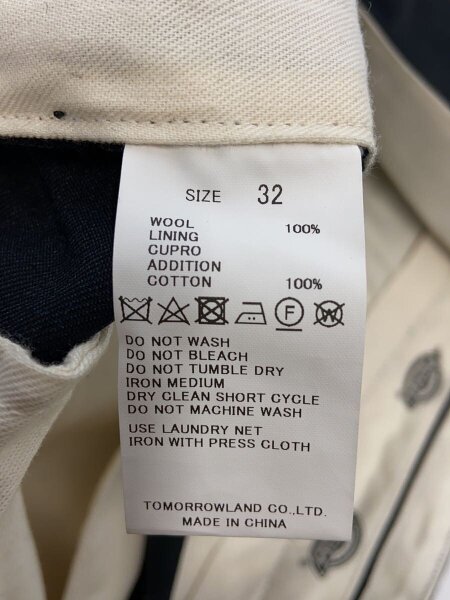 SIZE 32
WOOL 100%
LINING
CUPRO
ADDITION
COTTON 100%
F W
DO NOT WASH
DO NOT BLEACH
DO NOT TUMBLE DRY
IRON MEDIUM
DRY CLEAN SHORT CYCLE
DO NOT MACHINE WASH
USE LAUNDRY NET
IRON WITH PRESS CLOTH
TOMORROWLAND CO.,LTD.
MADE IN CHINA